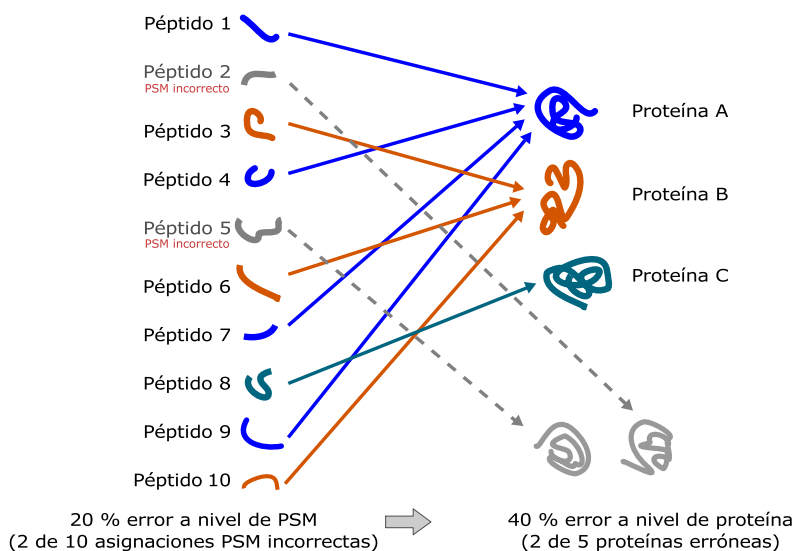 Péptido 1
Péptido 2
PSM incorrecto
Péptido 3
Péptido 4
Péptido 5
PSM incorrecto
Péptido 6
Péptido 7
Péptido 8
Péptido 9
Péptido 10
Proteína A
Proteína B
Proteína C
20 % error a nivel de PSM
(2 de 10 asignaciones PSM incorrectas)
40 % error a nivel de proteína
(2 de 5 proteínas erróneas)